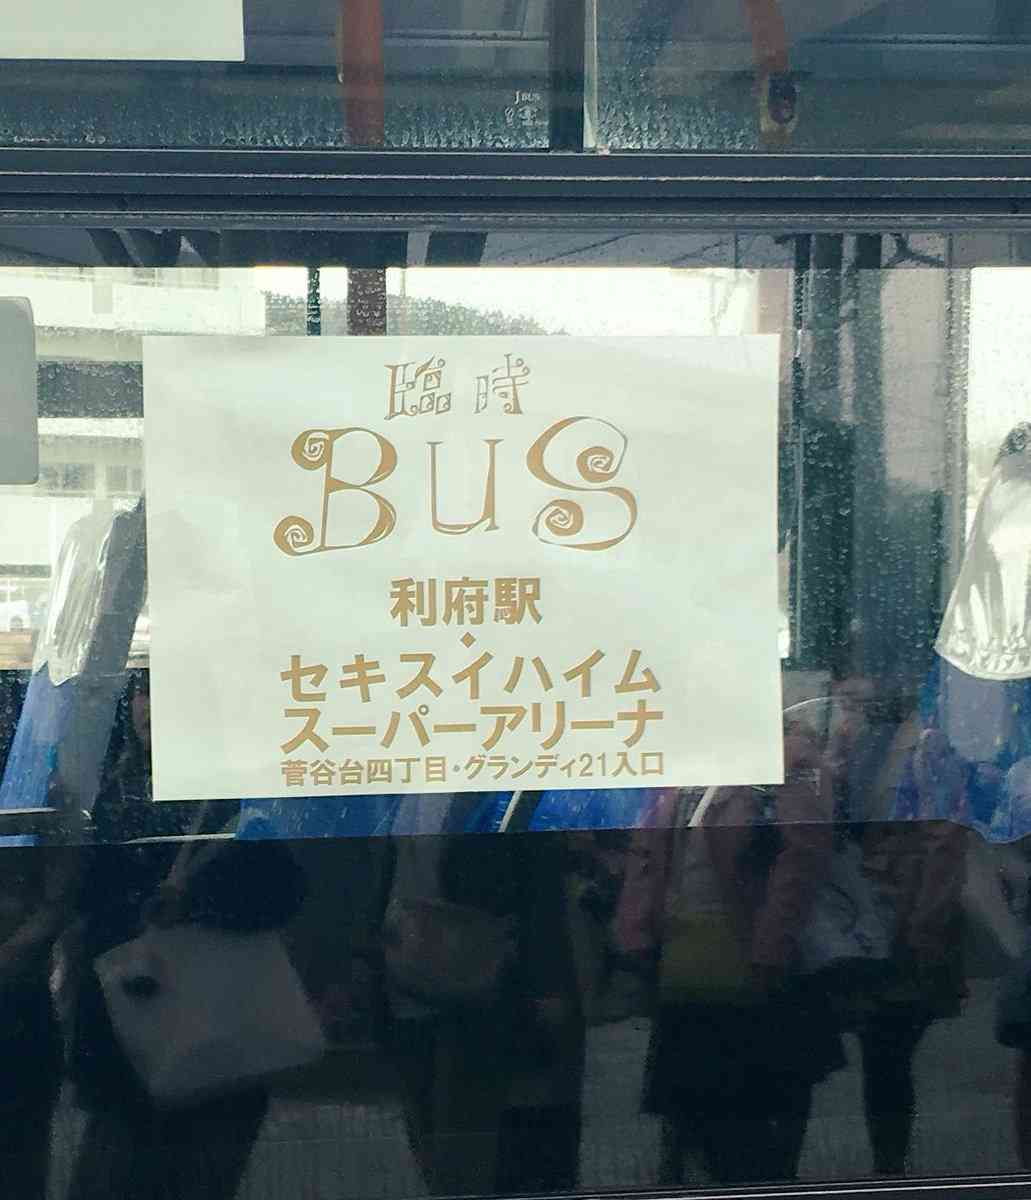 J BUS
臨時
BUS
利府駅
・
セキスイハイム
スーパーアリーナ
菅谷台四丁目・グランディ21入口